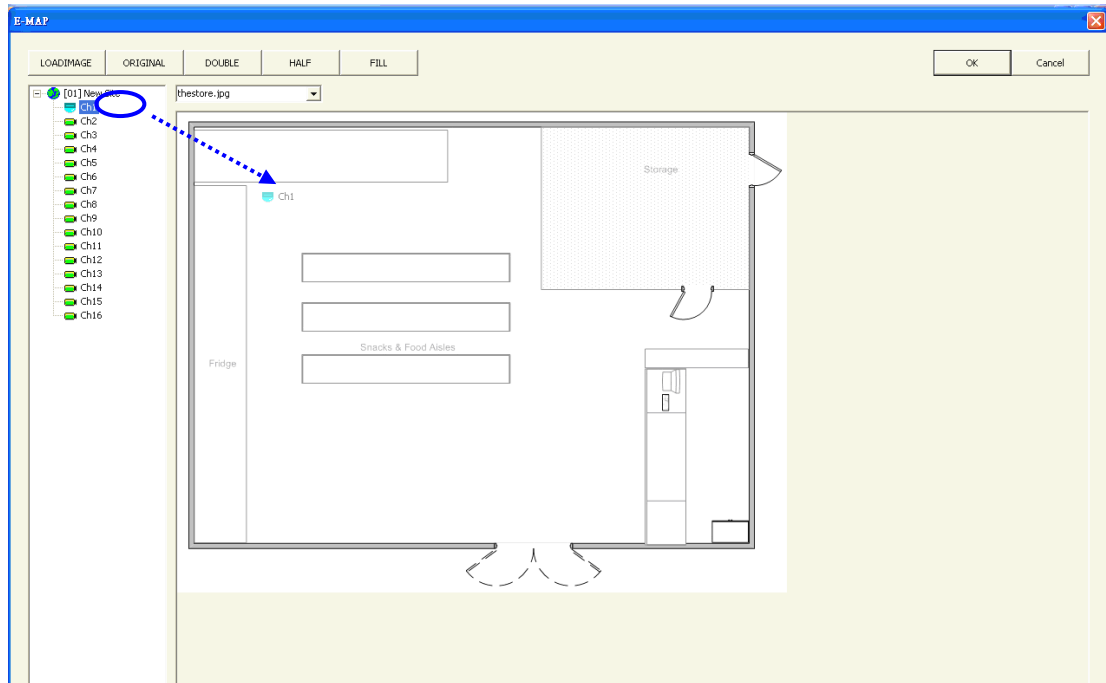 E-MAP
LOADIMAGE ORIGINAL DOUBLE HALF FILL OK Cancel
[01] New Site
thestore.jpg
Ch1
Ch2
Ch3
Ch4
Ch5
Ch6
Ch7
Ch8
Ch9
Ch10
Ch11
Ch12
Ch13
Ch14
Ch15
Ch16
Storage
Ch1
Snacks & Food Aisles
Fridge